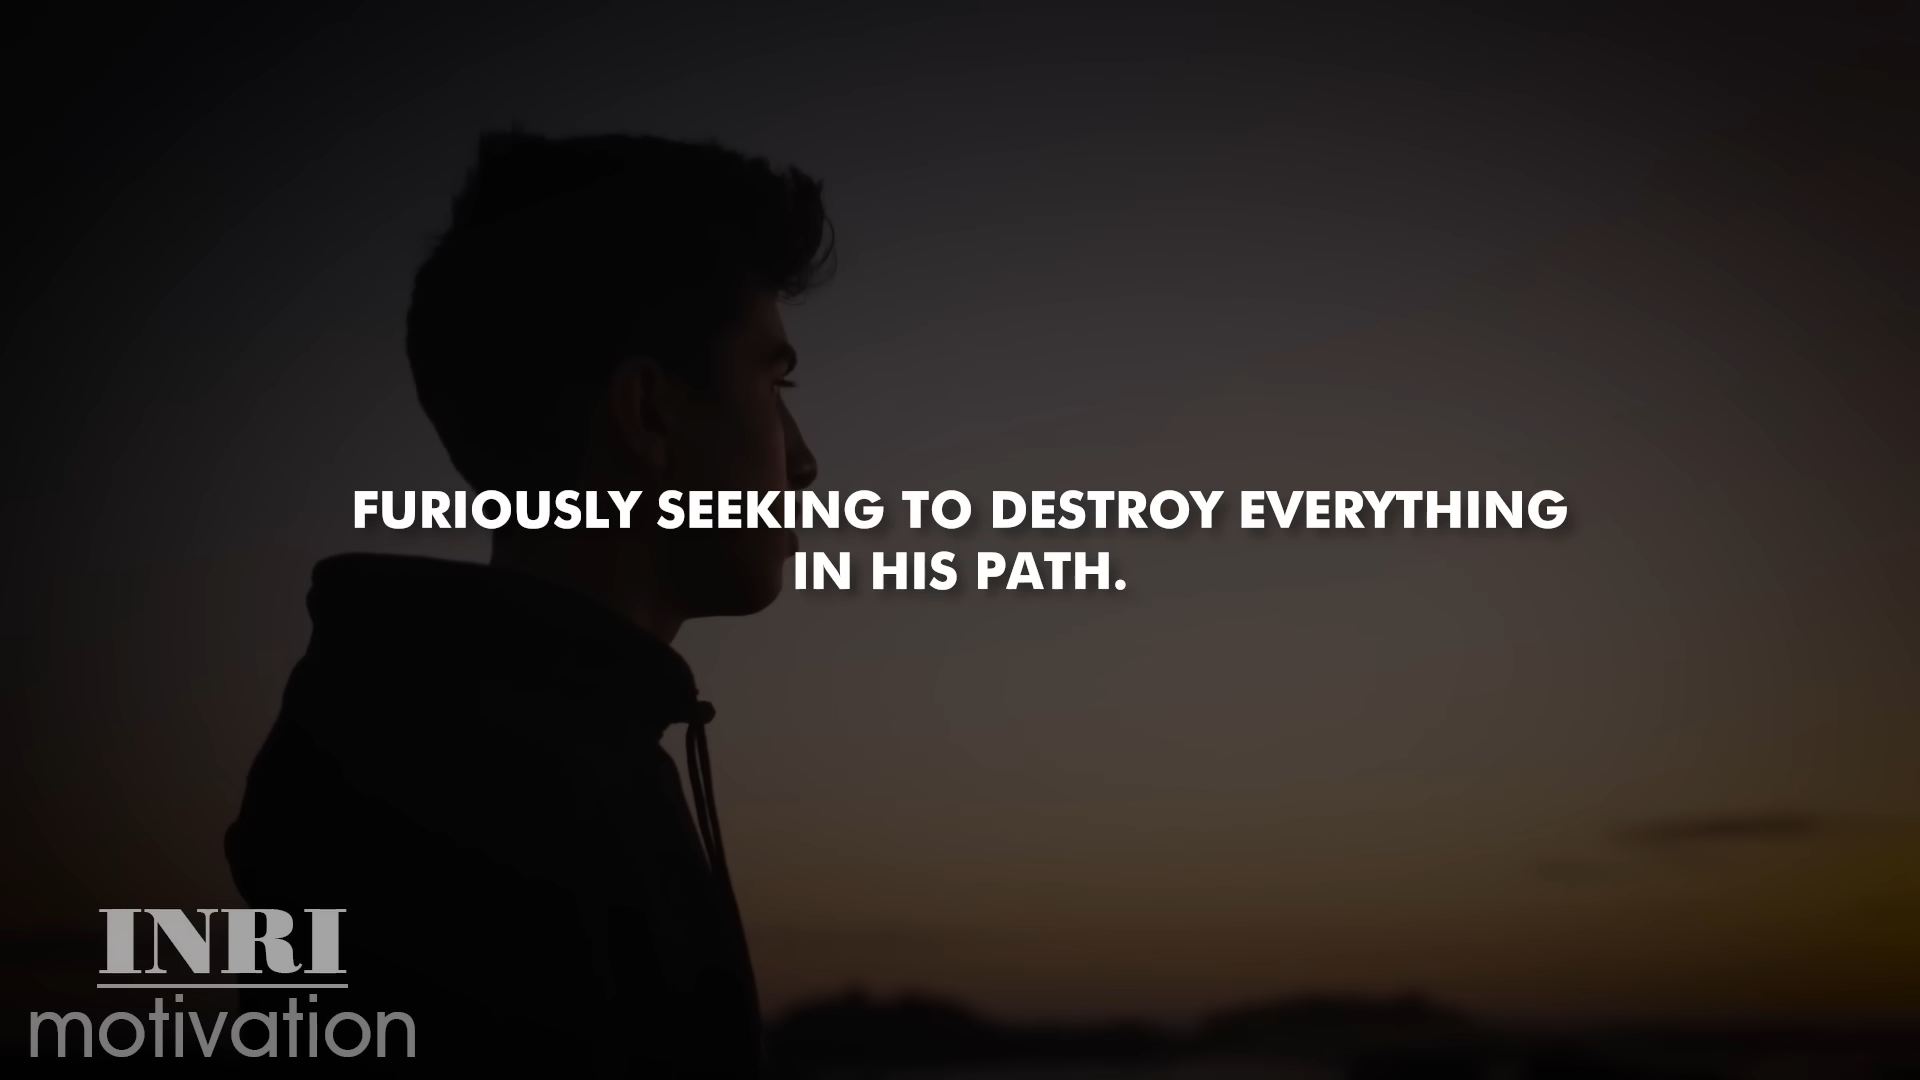 FURIOUSLY SEEKING TO DESTROY EVERYTHING
IN HIS PATH.
INRI
motivation